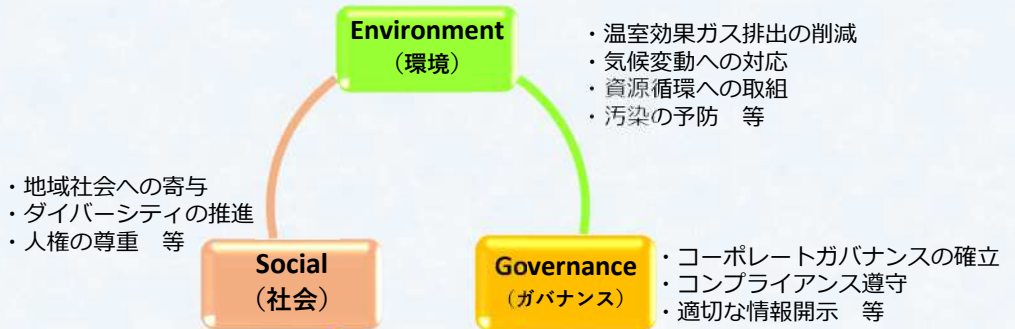 Environment
(環境)
・温室効果ガス排出の削減
・気候変動への対応
・資源循環への取組
・汚染の予防　等
・地域社会への寄与
・ダイバーシティの推進
・人権の尊重　等
Social
(社会)
Governance
(ガバナンス)
・コーポレートガバナンスの確立
・コンプライアンス遵守
・適切な情報開示　等